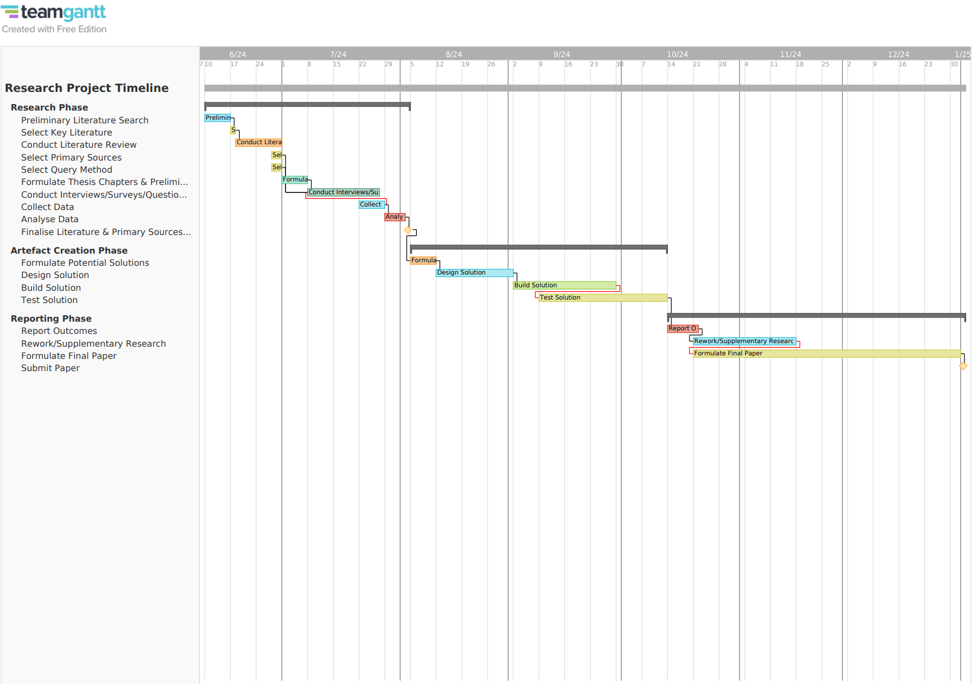 teamgantt
Created with Free Edition
6/24 7/24 8/24 9/24 10/24 11/24 12/24 1/25
7 10 17 24 1 8 15 22 29 5 12 19 26 2 9 16 23 30 7 14 21 28 4 11 18 25 2 9 16 23 30
Research Project Timeline
Research Phase
Preliminary Literature Search Prelimin
Select Key Literature S
Conduct Literature Review Conduct Litera
Select Primary Sources Sel
Select Query Method Sel
Formulate Thesis Chapters & Prelimi... Formula
Conduct Interviews/Surveys/Questio... Conduct Interviews/Su
Collect Data Collect
Analyse Data Analy
Finalise Literature & Primary Sources...
Artefact Creation Phase
Formulate Potential Solutions Formula
Design Solution Design Solution
Build Solution Build Solution
Test Solution Test Solution
Reporting Phase
Report Outcomes Report O
Rework/Supplementary Research Rework/Supplementary Researc
Formulate Final Paper Formulate Final Paper
Submit Paper